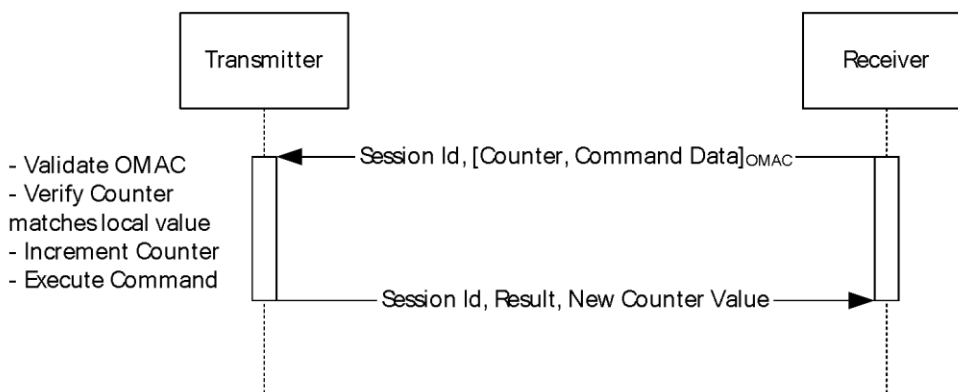 Transmitter
Receiver
Session Id, [Counter, Command Data]OMAC
- Validate OMAC
- Verify Counter
matches local value
- Increment Counter
- Execute Command
Session Id, Result, New Counter Value